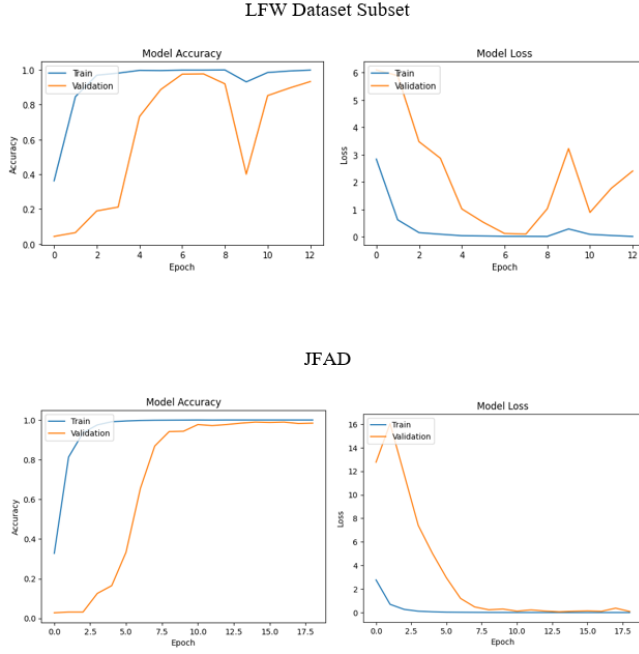 LFW Dataset Subset
Model Accuracy
Train
Validation
1.0
0.8
0.6
0.4
0.2
0.0
Accuracy
0 2 4 6 8 10 12
Epoch
Model Loss
Train
Validation
6
5
4
3
2
1
0
Loss
0 2 4 6 8 10 12
Epoch
JFAD
Model Accuracy
Train
Validation
1.0
0.8
0.6
0.4
0.2
0.0
Accuracy
0.0 2.5 5.0 7.5 10.0 12.5 15.0 17.5
Epoch
Model Loss
Train
Validation
16
14
12
10
8
6
4
2
0
Loss
0.0 2.5 5.0 7.5 10.0 12.5 15.0 17.5
Epoch